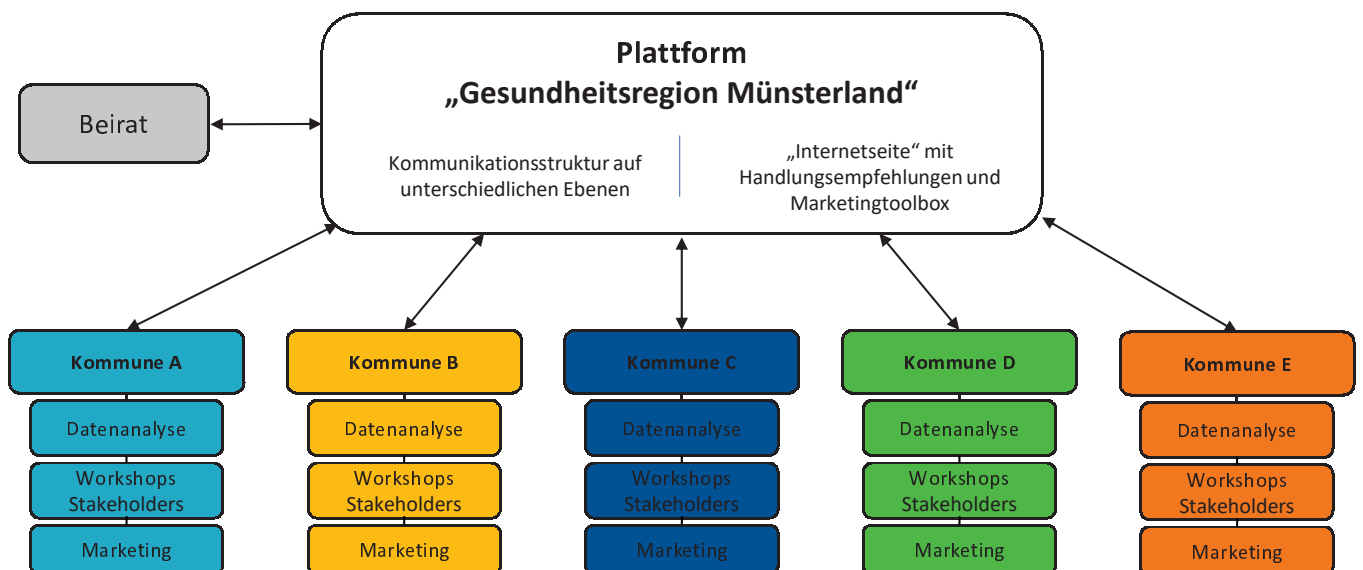 Plattform
„Gesundheitsregion Münsterland“
Beirat
Kommunikationsstruktur auf
unterschiedlichen Ebenen
„Internetseite“ mit
Handlungsempfehlungen und
Marketingtoolbox
Kommune A
Kommune B
Kommune C
Kommune D
Kommune E
Datenanalyse
Datenanalyse
Datenanalyse
Datenanalyse
Datenanalyse
Workshops
Stakeholders
Workshops
Stakeholders
Workshops
Stakeholders
Workshops
Stakeholders
Workshops
Stakeholders
Marketing
Marketing
Marketing
Marketing
Marketing